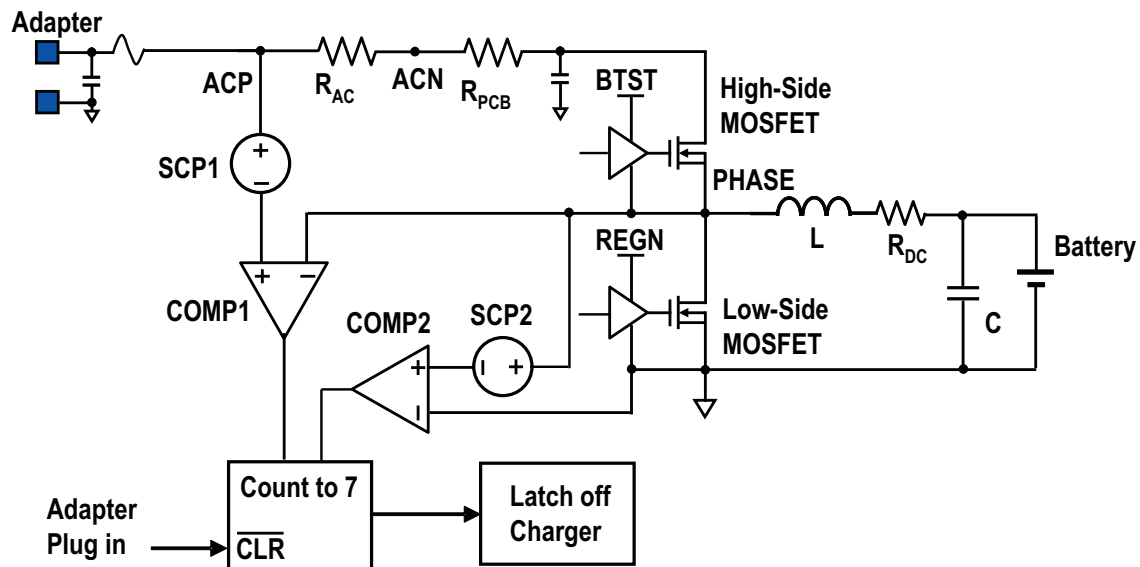 Adapter
ACP
R_AC
ACN
R_PCB
BTST
High-Side
MOSFET
SCP1
+
−
PHASE
REGN
L
R_DC
Battery
+
−
COMP1
COMP2
SCP2
Low-Side
MOSFET
C
+
−
−
+
Count to 7
Latch off
Charger
Adapter
Plug in
CLR